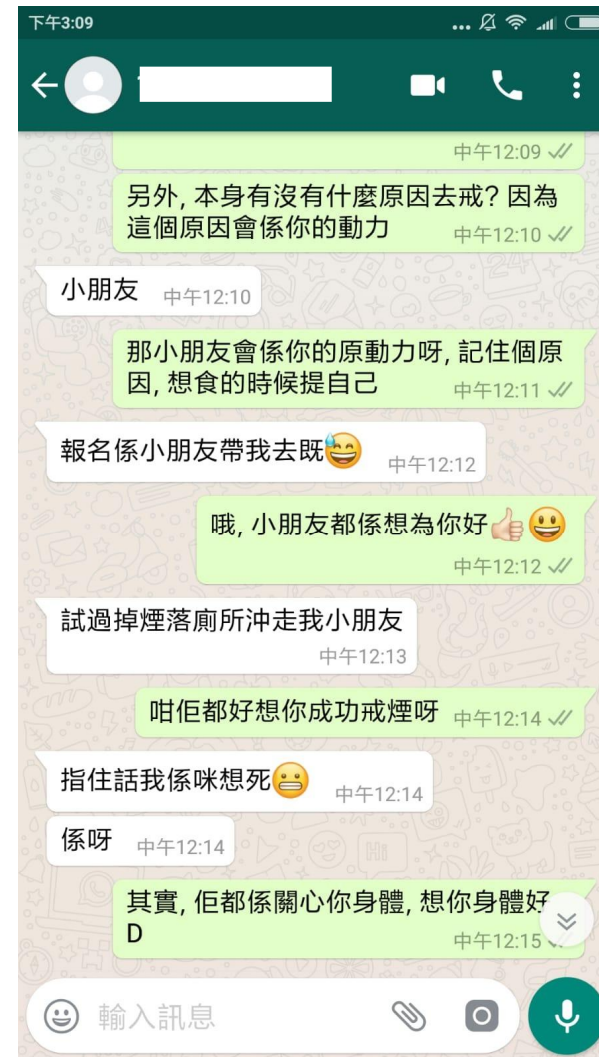 下午3:09
...
中午12:09
另外, 本身有沒有什麼原因去戒? 因為
這個原因會係你的動力 中午12:10
小朋友 中午12:10
那小朋友會係你的原動力呀, 記住個原
因, 想食的時候提自己 中午12:11
報名係小朋友帶我去既😅 中午12:12
哦, 小朋友都係想為你好👍🏻😃
中午12:12
試過掉煙落廁所沖走我小朋友
中午12:13
咁佢都好想你成功戒煙呀 中午12:14
指住話我係咪想死😬 中午12:14
係呀 中午12:14
其實, 佢都係關心你身體, 想你身體好
D 中午12:15
輸入訊息